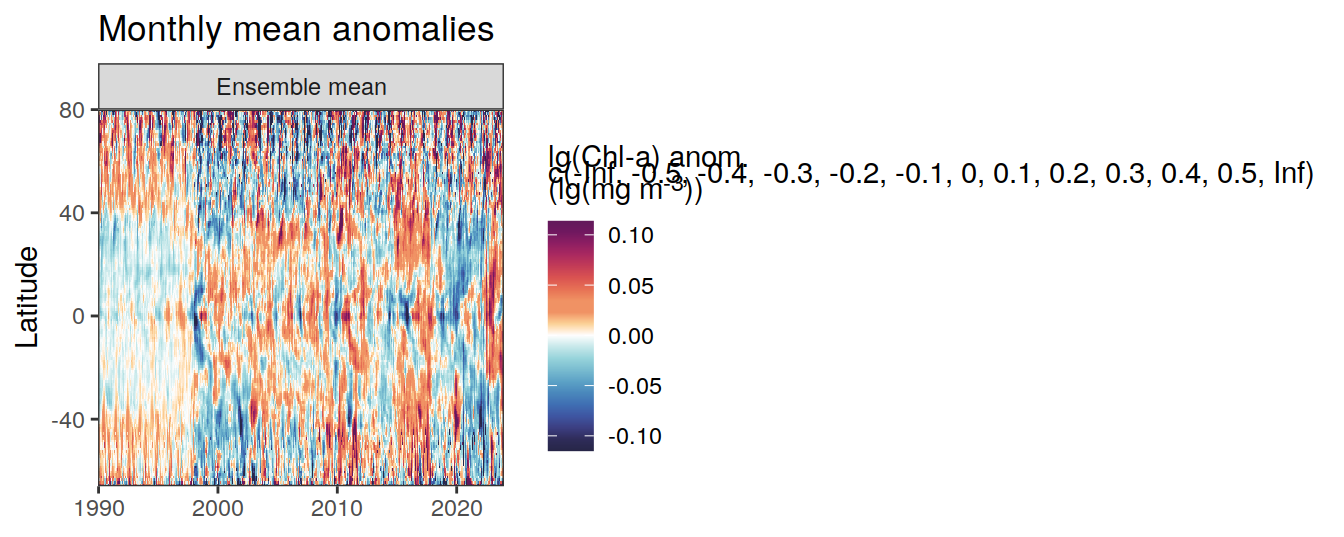 Monthly mean anomalies
Ensemble mean
80
40
0
-40
Latitude
1990 2000 2010 2020
lg(Chl-a) anom.
c(-Inf, -0.5, -0.4, -0.3, -0.2, -0.1, 0, 0.1, 0.2, 0.3, 0.4, 0.5, Inf)
(lg(mg m⁻³))
0.10
0.05
0.00
-0.05
-0.10